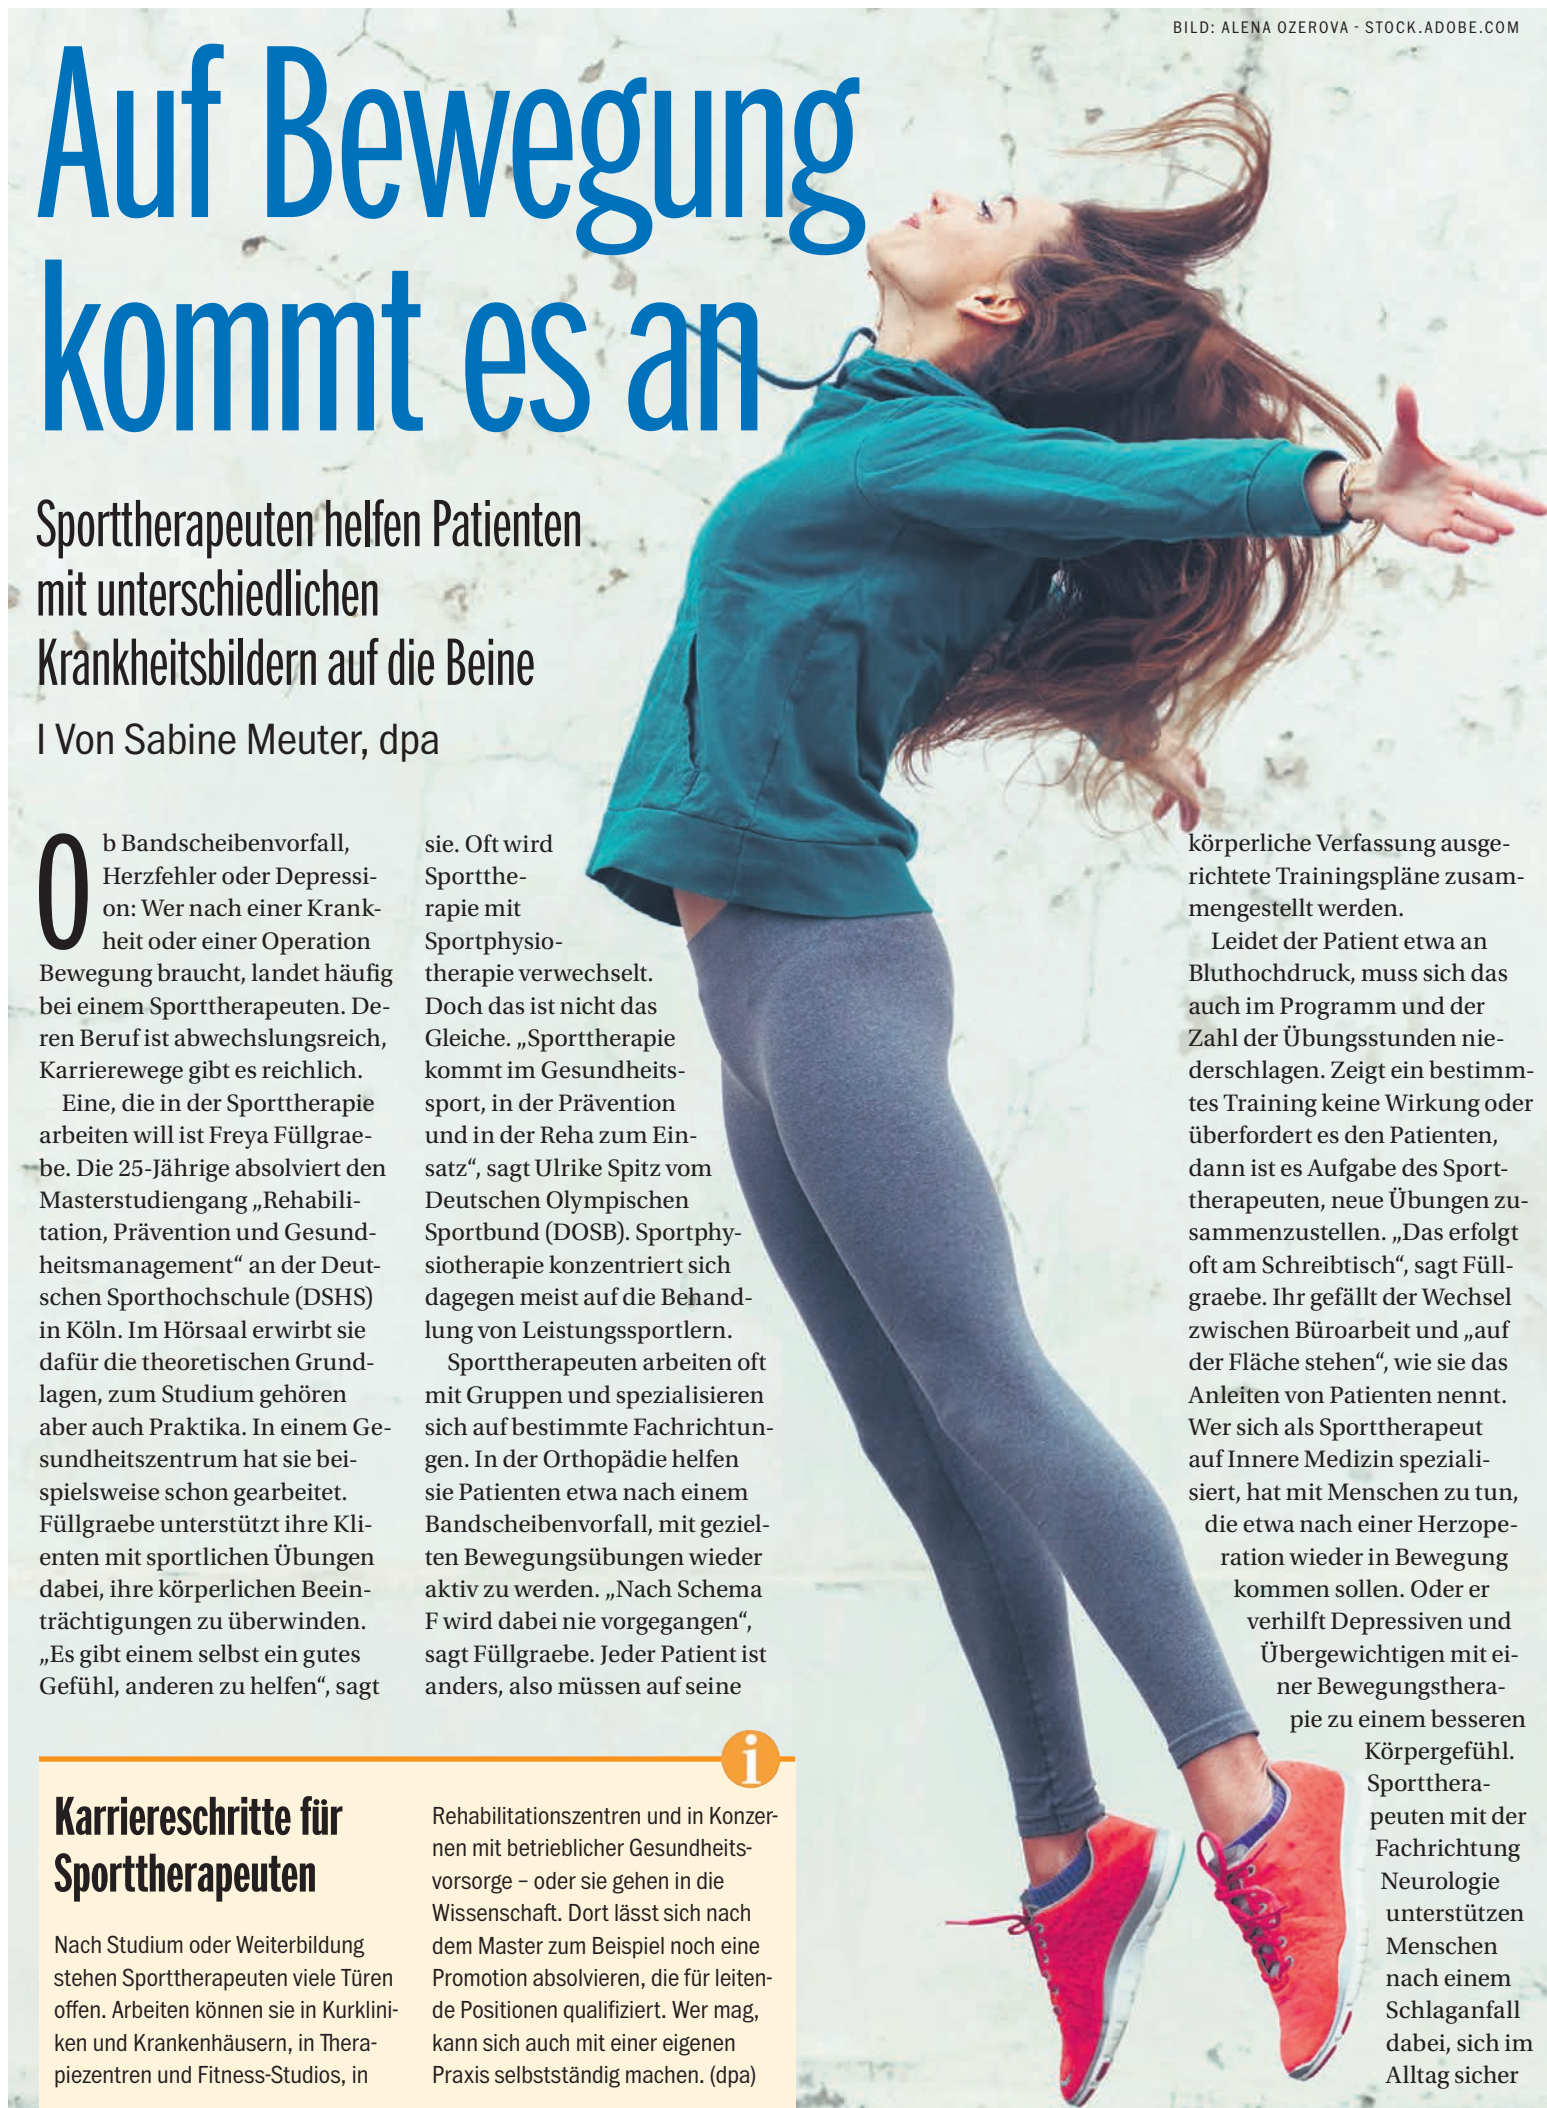 BILD: ALENA OZEROVA - STOCK.ADOBE.COM
Auf Bewegung
kommt es an
Sporttherapeuten helfen Patienten
mit unterschiedlichen
Krankheitsbildern auf die Beine
I Von Sabine Meuter, dpa
Ob Bandscheibenvorfall,
Herzfehler oder Depressi-
on: Wer nach einer Krank-
heit oder einer Operation
Bewegung braucht, landet häufig
bei einem Sporttherapeuten. De-
ren Beruf ist abwechslungsreich,
Karrierewege gibt es reichlich.
Eine, die in der Sporttherapie
arbeiten will ist Freya Füllgrae-
be. Die 25-Jährige absolviert den
Masterstudiengang „Rehabili-
tation, Prävention und Gesund-
heitsmanagement“ an der Deut-
schen Sporthochschule (DSHS)
in Köln. Im Hörsaal erwirbt sie
dafür die theoretischen Grund-
lagen, zum Studium gehören
aber auch Praktika. In einem Ge-
sundheitszentrum hat sie bei-
spielsweise schon gearbeitet.
Füllgraebe unterstützt ihre Kli-
enten mit sportlichen Übungen
dabei, ihre körperlichen Beein-
trächtigungen zu überwinden.
„Es gibt einem selbst ein gutes
Gefühl, anderen zu helfen“, sagt
sie. Oft wird
Sportthe-
rapie mit
Sportphysio-
therapie verwechselt.
Doch das ist nicht das
Gleiche. „Sporttherapie
kommt im Gesundheits-
sport, in der Prävention
und in der Reha zum Ein-
satz“, sagt Ulrike Spitz vom
Deutschen Olympischen
Sportbund (DOSB). Sportphy-
siotherapie konzentriert sich
dagegen meist auf die Behand-
lung von Leistungssportlern.
Sporttherapeuten arbeiten oft
mit Gruppen und spezialisieren
sich auf bestimmte Fachrichtun-
gen. In der Orthopädie helfen
sie Patienten etwa nach einem
Bandscheibenvorfall, mit geziel-
ten Bewegungsübungen wieder
aktiv zu werden. „Nach Schema
F wird dabei nie vorgegangen“,
sagt Füllgraebe. Jeder Patient ist
anders, also müssen auf seine
körperliche Verfassung ausge-
richtete Trainingspläne zusam-
mengestellt werden.
Leidet der Patient etwa an
Bluthochdruck, muss sich das
auch im Programm und der
Zahl der Übungsstunden nie-
derschlagen. Zeigt ein bestimm-
tes Training keine Wirkung oder
überfordert es den Patienten,
dann ist es Aufgabe des Sport-
therapeuten, neue Übungen zu-
sammenzustellen. „Das erfolgt
oft am Schreibtisch“, sagt Füll-
graebe. Ihr gefällt der Wechsel
zwischen Büroarbeit und „auf
der Fläche stehen“, wie sie das
Anleiten von Patienten nennt.
Wer sich als Sporttherapeut
auf Innere Medizin speziali-
siert, hat mit Menschen zu tun,
die etwa nach einer Herzope-
ration wieder in Bewegung
kommen sollen. Oder er
verhilft Depressiven und
Übergewichtigen mit ei-
ner Bewegungsthera-
pie zu einem besseren
Körpergefühl.
Sportthera-
peuten mit der
Fachrichtung
Neurologie
unterstützen
Menschen
nach einem
Schlaganfall
dabei, sich im
Alltag sicher
i
Karriereschritte für
Sporttherapeuten
Nach Studium oder Weiterbildung
stehen Sporttherapeuten viele Türen
offen. Arbeiten können sie in Kurklini-
ken und Krankenhäusern, in Thera-
piezentren und Fitness-Studios, in
Rehabilitationszentren und in Konzer-
nen mit betrieblicher Gesundheits-
vorsorge – oder sie gehen in die
Wissenschaft. Dort lässt sich nach
dem Master zum Beispiel noch eine
Promotion absolvieren, die für leiten-
de Positionen qualifiziert. Wer mag,
kann sich auch mit einer eigenen
Praxis selbstständig machen. (dpa)